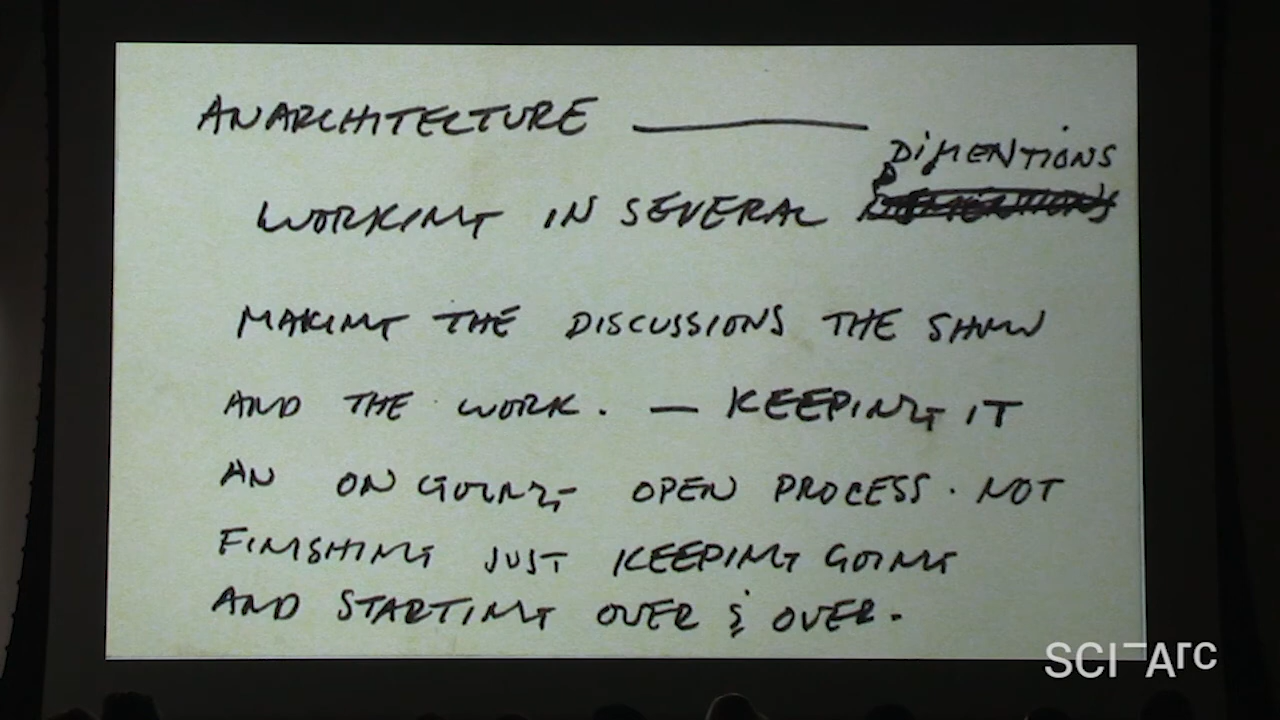 ANARCHITECTURE ———
DIMENTIONS
WORKING IN SEVERAL
MAKING THE DISCUSSIONS THE SHOW
AND THE WORK. — KEEPING IT
AN ON GOING OPEN PROCESS. NOT
FINISHING JUST KEEPING GOING
AND STARTING OVER & OVER.
SCI-Arc